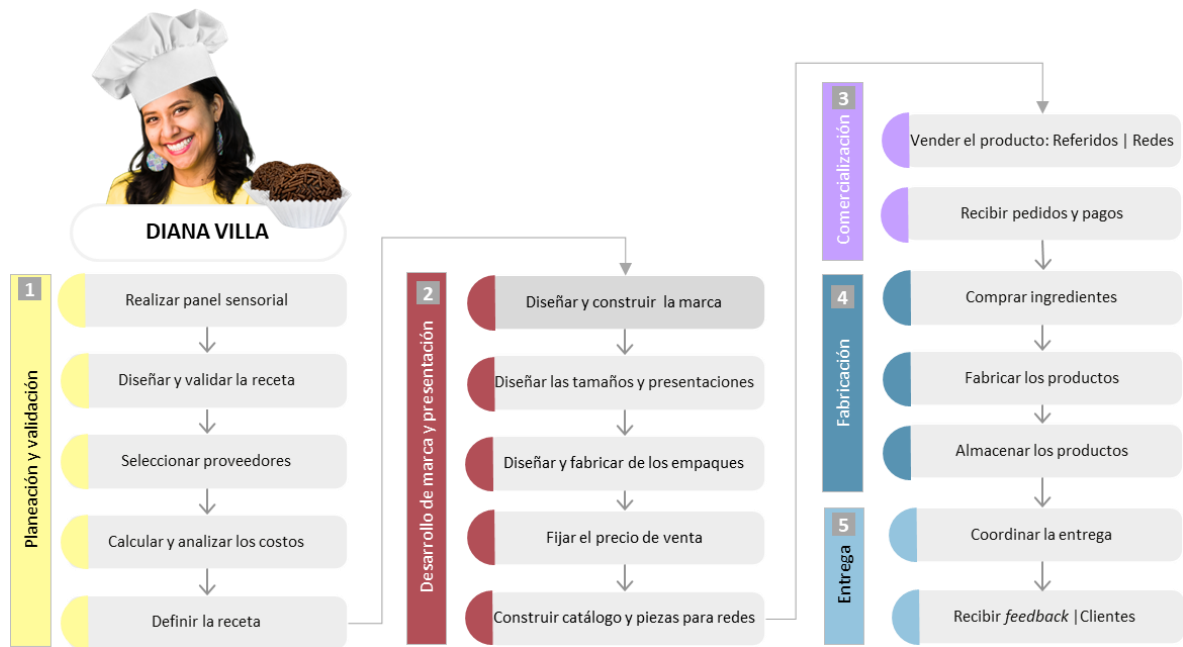 DIANA VILLA
1
Planeación y validación
Realizar panel sensorial
Diseñar y validar la receta
Seleccionar proveedores
Calcular y analizar los costos
Definir la receta
2
Desarrollo de marca y presentación
Diseñar y construir la marca
Diseñar las tamaños y presentaciones
Diseñar y fabricar de los empaques
Fijar el precio de venta
Construir catálogo y piezas para redes
3
Comercialización
Vender el producto: Referidos | Redes
Recibir pedidos y pagos
4
Fabricación
Comprar ingredientes
Fabricar los productos
Almacenar los productos
5
Entrega
Coordinar la entrega
Recibir feedback |Clientes